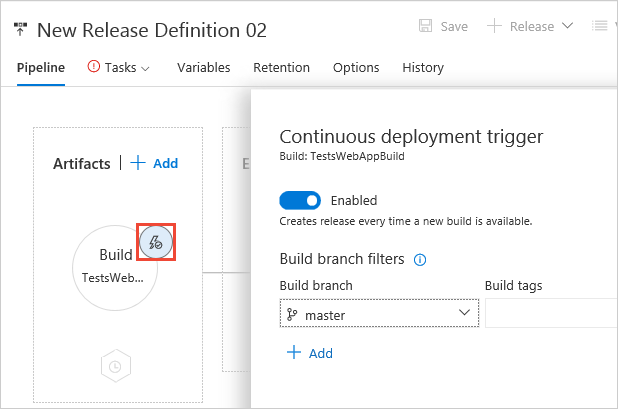 New Release Definition 02
Save
+ Release
Pipeline
Tasks
Variables
Retention
Options
History
Artifacts | + Add
Build
TestsWeb...
Continuous deployment trigger
Build: TestsWebAppBuild
Enabled
Creates release every time a new build is available.
Build branch filters
Build branch
Build tags
master
+ Add